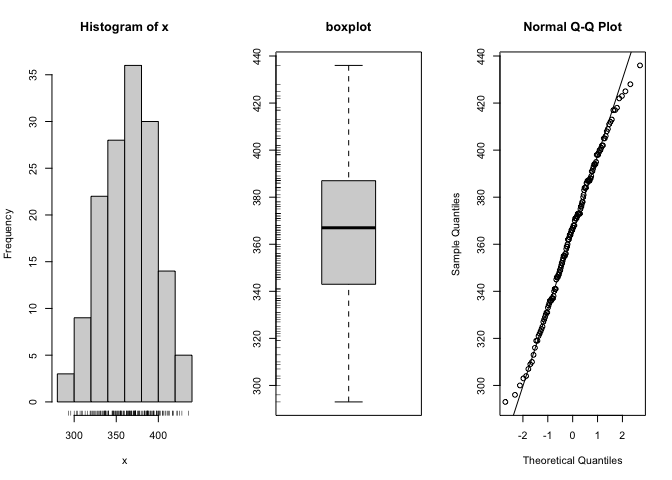 Histogram of x
Frequency
0
5
10
15
20
25
30
35
300 350 400
x
boxplot
300
320
340
360
380
400
420
440
Normal Q-Q Plot
Sample Quantiles
300
320
340
360
380
400
420
440
-2 -1 0 1 2
Theoretical Quantiles